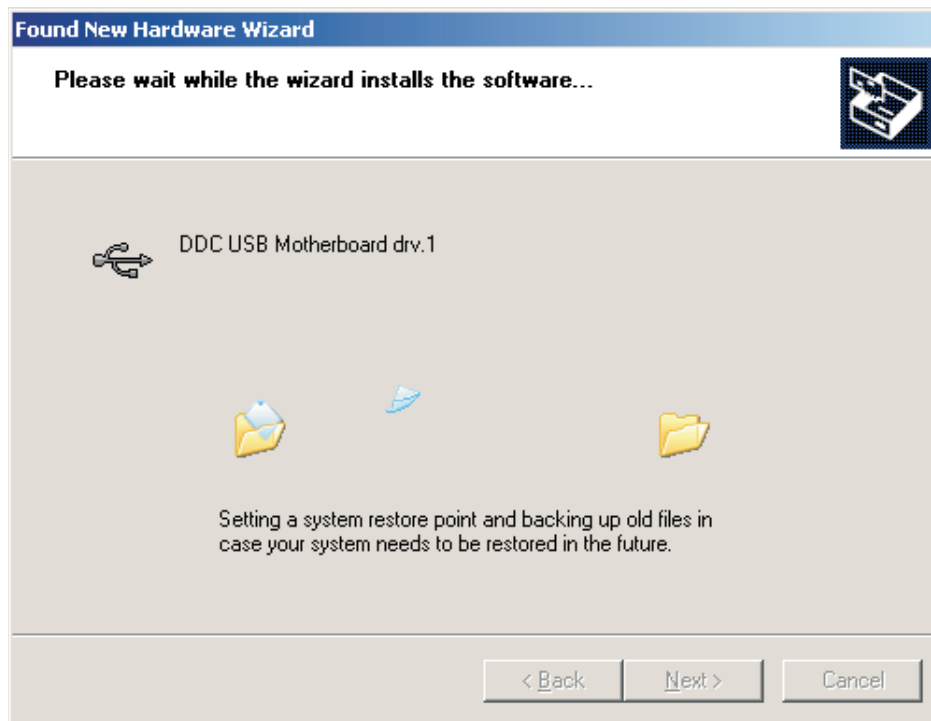 Found New Hardware Wizard
Please wait while the wizard installs the software...
DDC USB Motherboard drv.1
Setting a system restore point and backing up old files in
case your system needs to be restored in the future.
< Back
Next >
Cancel